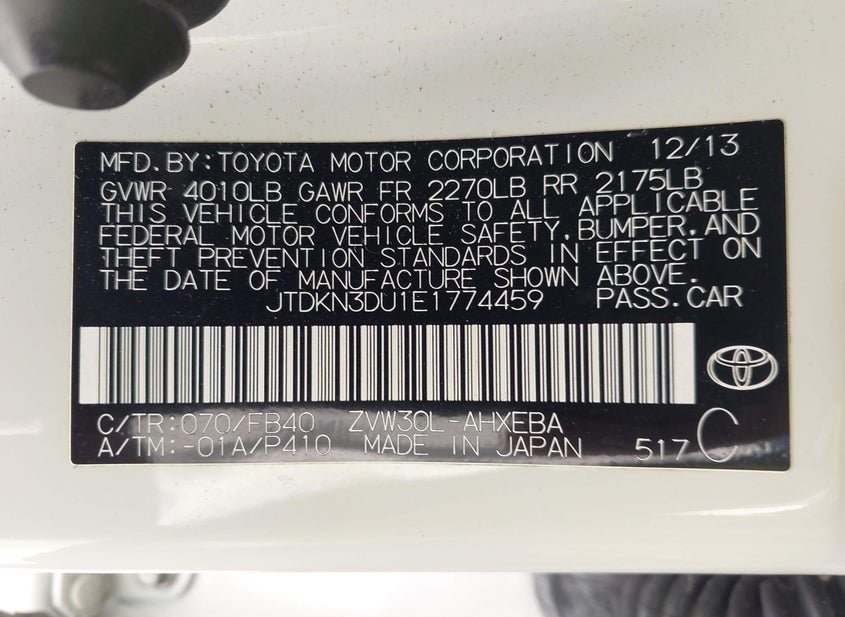 MFD.BY:TOYOTA MOTOR CORPORATION 12/13
GVWR 4010LB GAWR FR 2270LB RR 2175LB
THIS VEHICLE CONFORMS TO ALL APPLICABLE
FEDERAL MOTOR VEHICLE SAFETY,BUMPER,AND
THEFT PREVENTION STANDARDS IN EFFECT ON
THE DATE OF MANUFACTURE SHOWN ABOVE.
JTDKN3DU1E1774459 PASS.CAR
C/TR:070/FB40 ZVW30L-AHXEBA
A/TM:-01A/P410 MADE IN JAPAN 517 C